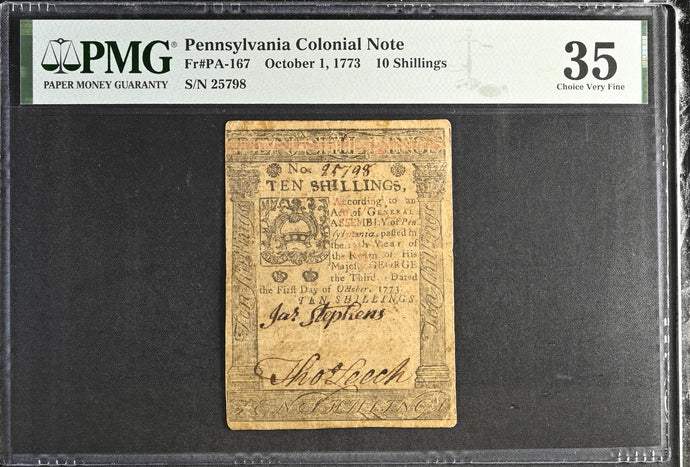 PMG®
PAPER MONEY GUARANTY
Pennsylvania Colonial Note
Fr#PA-167 October 1, 1773 10 Shillings
S/N 25798
35
Choice Very Fine
No. 25798
TEN SHILLINGS,
According to an
Act of GENERAL
ASSEMBLY of Pen-
sylvania, passed in
the 13th Year of
the Reign of His
Majesty GEORGE
the Third. Dated
the First Day of October, 1773.
TEN SHILLINGS.
Jas. Stephens
Thos. Leech
TEN SHILLINGS